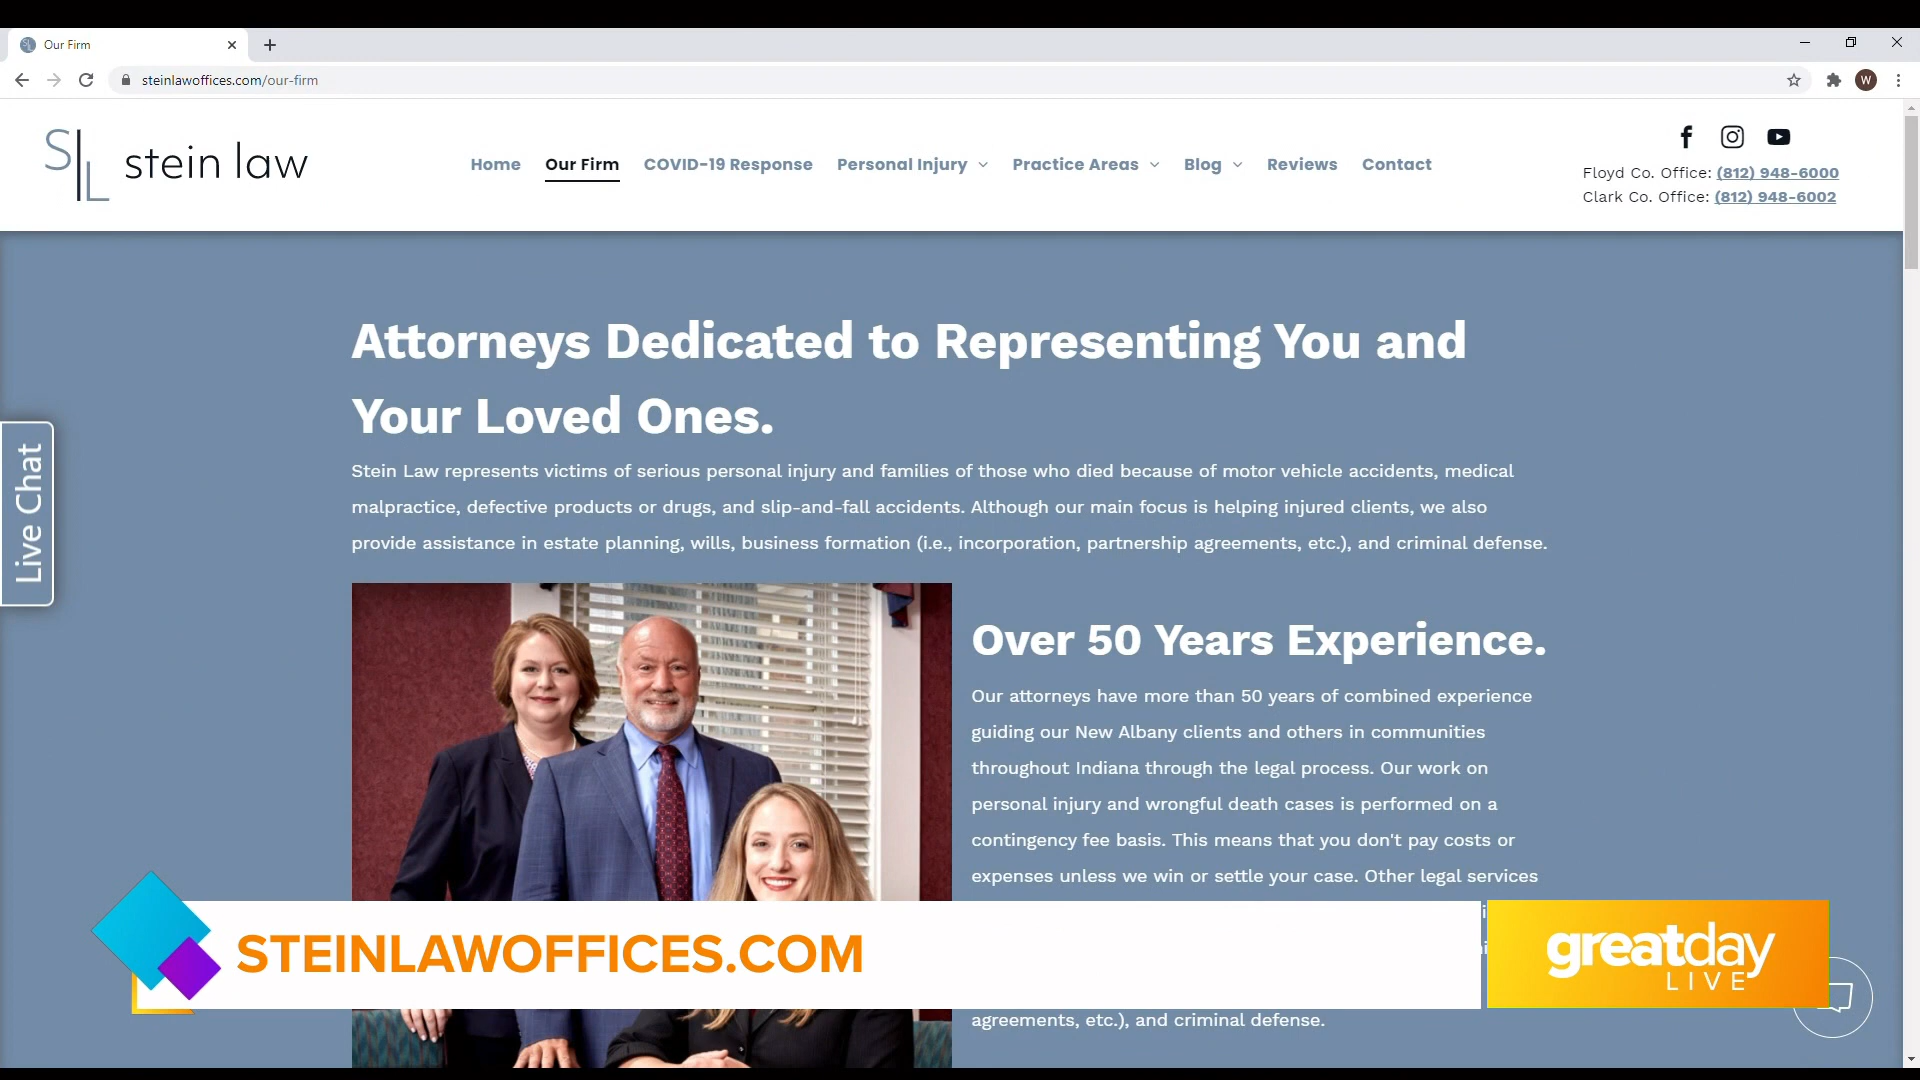 Our Firm
steinlawoffices.com/our-firm
W
SIL stein law
Home Our Firm COVID-19 Response Personal Injury Practice Areas Blog Reviews Contact
Floyd Co. Office: (812) 948-6000
Clark Co. Office: (812) 948-6002
Attorneys Dedicated to Representing You and
Your Loved Ones.
Stein Law represents victims of serious personal injury and families of those who died because of motor vehicle accidents, medical
malpractice, defective products or drugs, and slip-and-fall accidents. Although our main focus is helping injured clients, we also
provide assistance in estate planning, wills, business formation (i.e., incorporation, partnership agreements, etc.), and criminal defense.
Live Chat
Over 50 Years Experience.
Our attorneys have more than 50 years of combined experience
guiding our New Albany clients and others in communities
throughout Indiana through the legal process. Our work on
personal injury and wrongful death cases is performed on a
contingency fee basis. This means that you don't pay costs or
expenses unless we win or settle your case. Other legal services
agreements, etc.), and criminal defense.
STEINLAWOFFICES.COM
greatday
LIVE